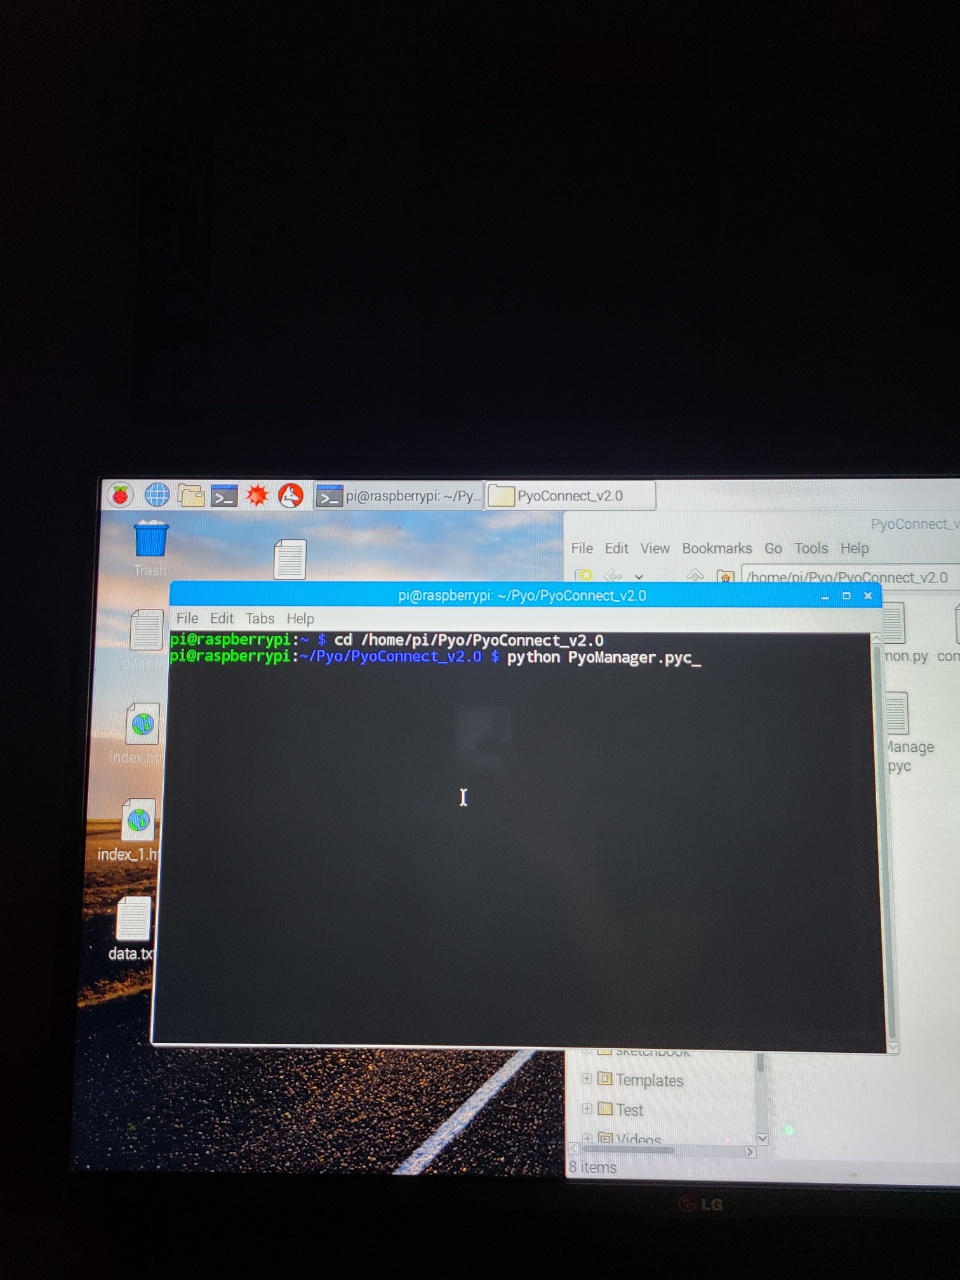 pi@raspberrypi: ~/Py...
PyoConnect_v2.0
Trash
PyoConnect_v
File Edit View Bookmarks Go Tools Help
/home/pi/Pyo/PyoConnect_v2.0
pi@raspberrypi: ~/Pyo/PyoConnect_v2.0
File Edit Tabs Help
pi@raspberrypi:~ $ cd /home/pi/Pyo/PyoConnect_v2.0
pi@raspberrypi:~/Pyo/PyoConnect_v2.0 $ python PyoManager.pyc_
mon.py com
Manage
pyc
index.ht
index_1.h
data.tx
sketchbook
Templates
Test
Videos
8 items
LG